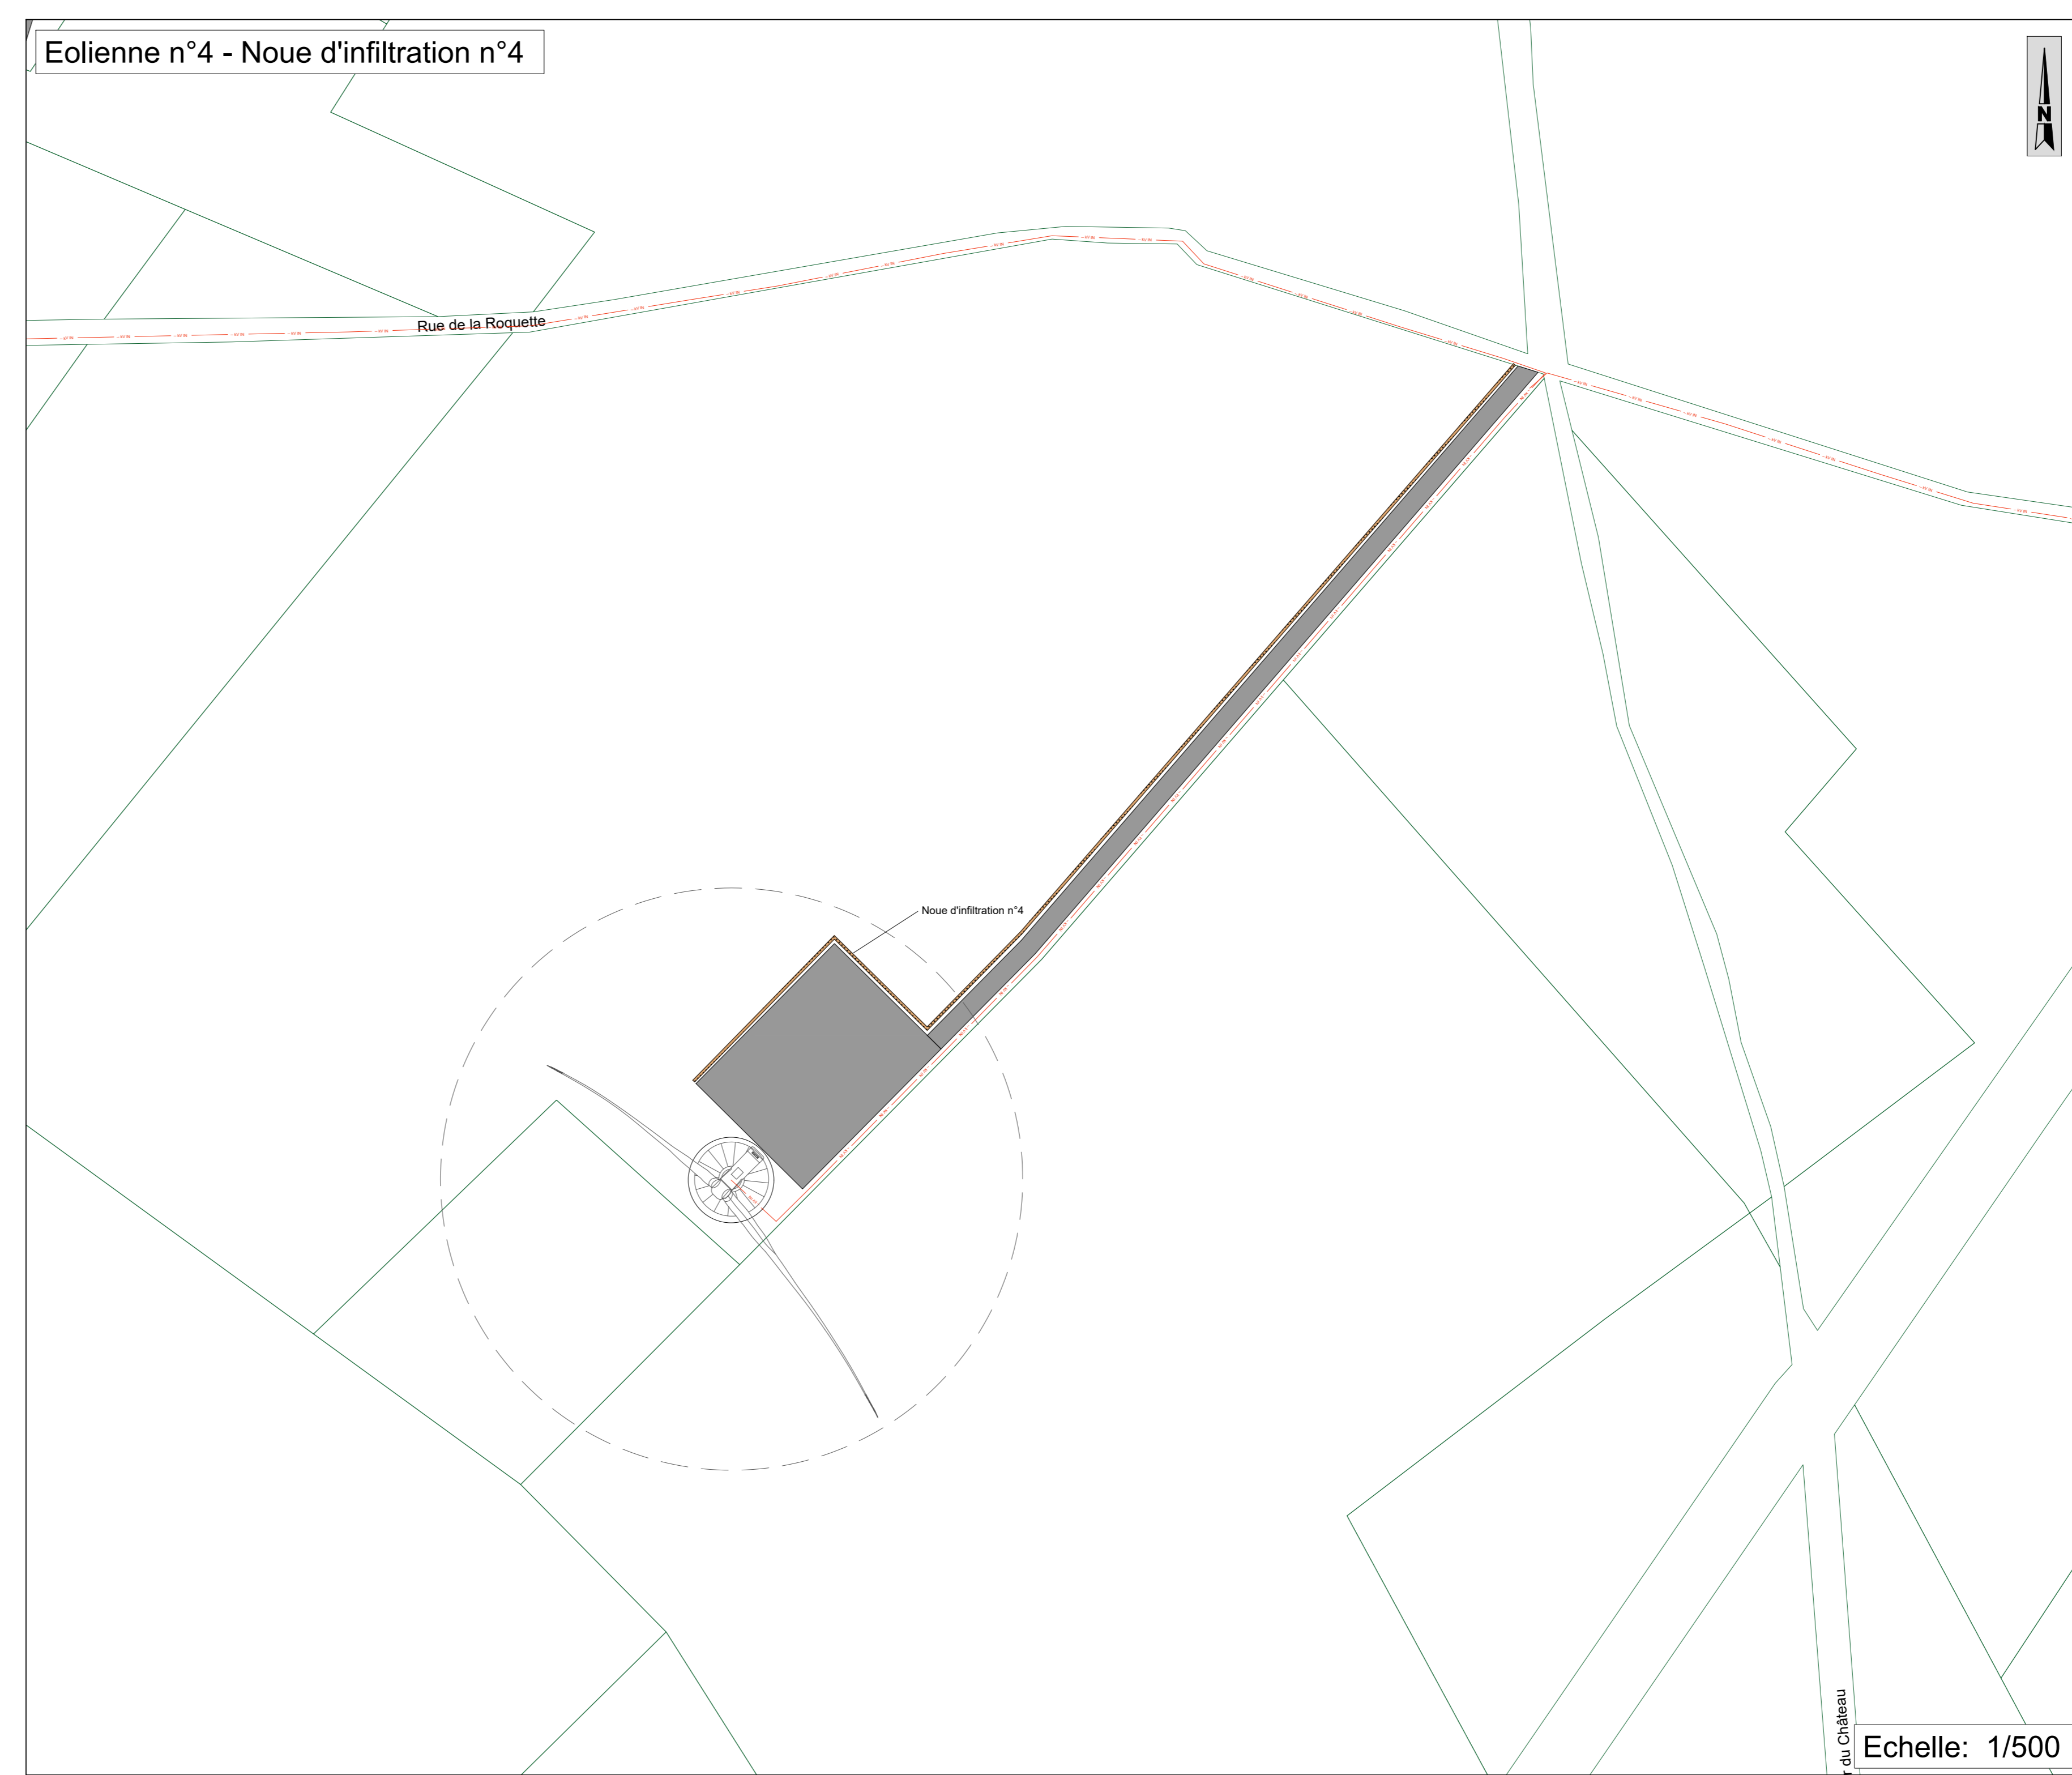 Eolienne n°4 - Noue d'infiltration n°4
N
Rue de la Roquette
Noue d'infiltration n°4
r du Château
Echelle: 1/500